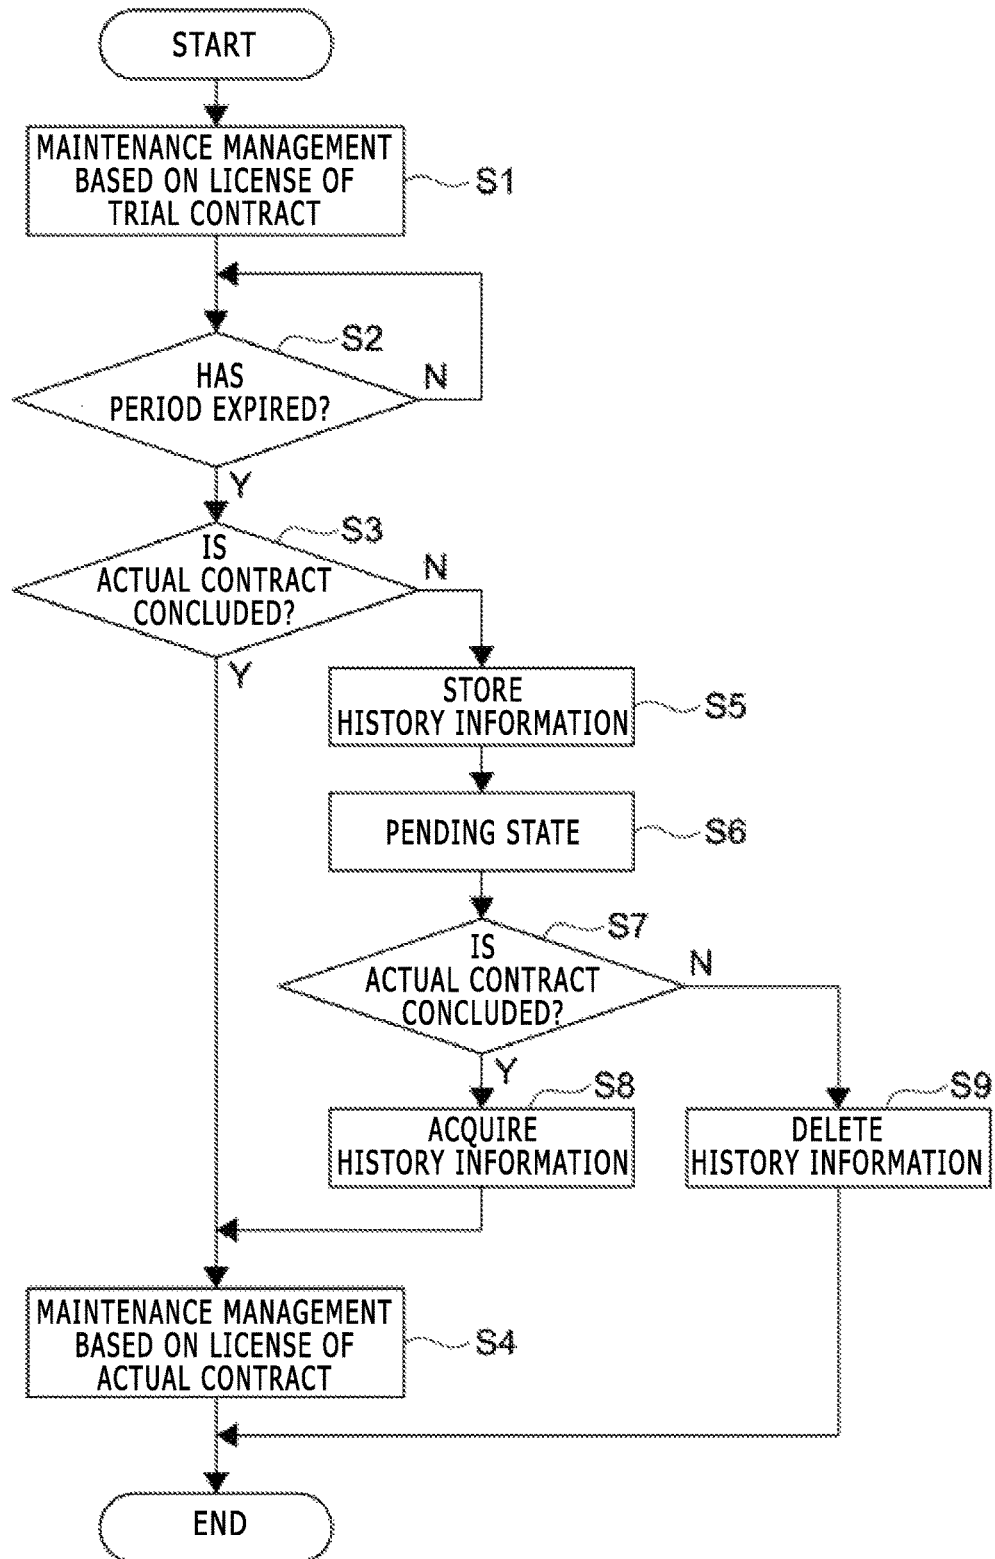 START
MAINTENANCE MANAGEMENT
BASED ON LICENSE OF
TRIAL CONTRACT
S1
S2
HAS
PERIOD EXPIRED?
N
Y
S3
IS
ACTUAL CONTRACT
CONCLUDED?
N
Y
STORE
HISTORY INFORMATION
S5
PENDING STATE
S6
S7
IS
ACTUAL CONTRACT
CONCLUDED?
N
Y
S8
ACQUIRE
HISTORY INFORMATION
S9
DELETE
HISTORY INFORMATION
MAINTENANCE MANAGEMENT
BASED ON LICENSE OF
ACTUAL CONTRACT
S4
END